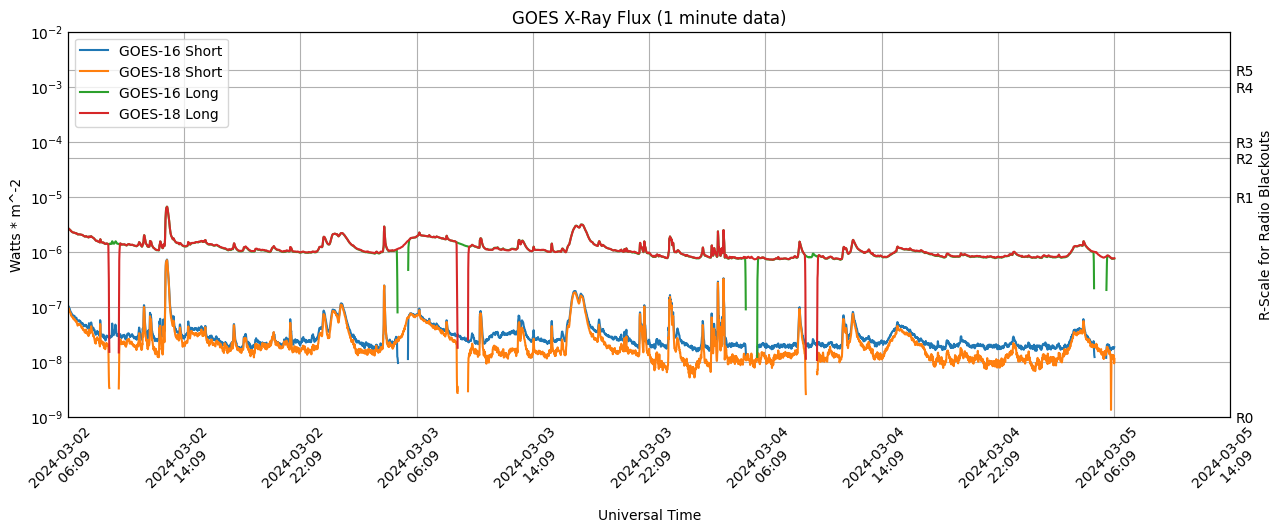 GOES X-Ray Flux (1 minute data)
GOES-16 Short
GOES-18 Short
GOES-16 Long
GOES-18 Long
Watts * m^-2
10^-2
10^-3
10^-4
10^-5
10^-6
10^-7
10^-8
10^-9
R5
R4
R3
R2
R1
R0
R-Scale for Radio Blackouts
2024-03-02
06:09
2024-03-02
14:09
2024-03-02
22:09
2024-03-03
06:09
2024-03-03
14:09
2024-03-03
22:09
2024-03-04
06:09
2024-03-04
14:09
2024-03-04
22:09
2024-03-05
06:09
2024-03-05
14:09
Universal Time